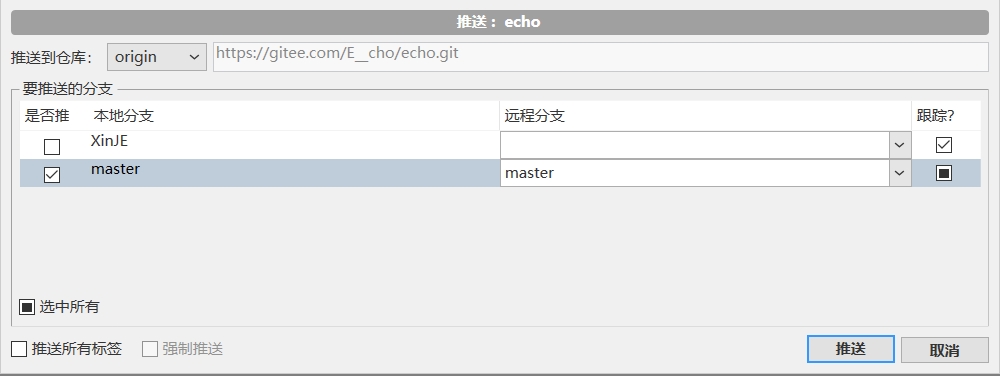 推送 : echo
推送到仓库： origin https://gitee.com/E__cho/echo.git
要推送的分支
是否推 本地分支 远程分支 跟踪?
XinJE
master master
选中所有
推送所有标签 强制推送 推送 取消